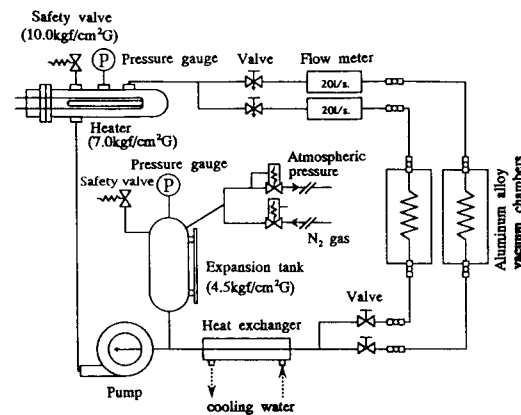 Safety valve
(10.0kgf/cm²G)
P
Pressure gauge
Valve
Flow meter
20l/s.
20l/s.
Heater
(7.0kgf/cm²G)
Pressure gauge
Safety valve
P
Atmospheric
pressure
N₂ gas
Expansion tank
(4.5kgf/cm²G)
Aluminum alloy
vacuum chambers
Valve
Heat exchanger
Pump
cooling water